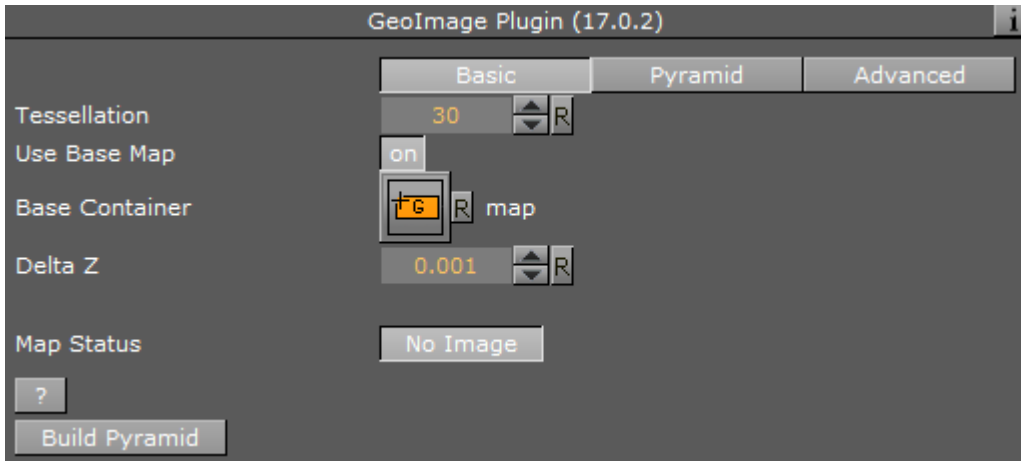 GeoImage Plugin (17.0.2) i
Basic Pyramid Advanced
Tessellation 30 R
Use Base Map on
Base Container G R map
Delta Z 0.001 R
Map Status No Image
?
Build Pyramid